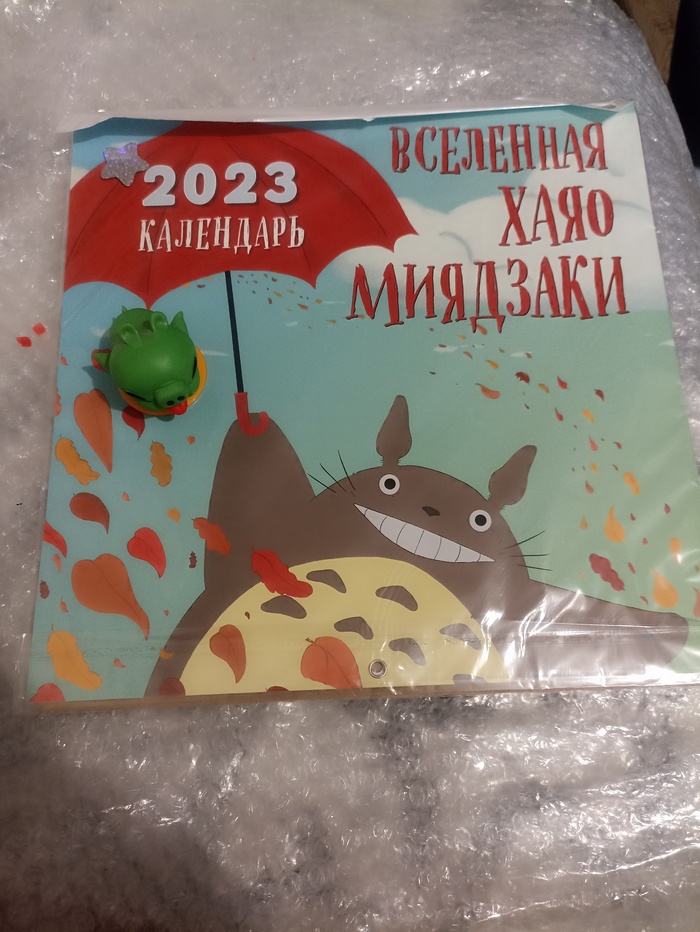 2023
КАЛЕНДАРЬ
ВСЕЛЕННАЯ
ХАЯО
МИЯДЗАКИ